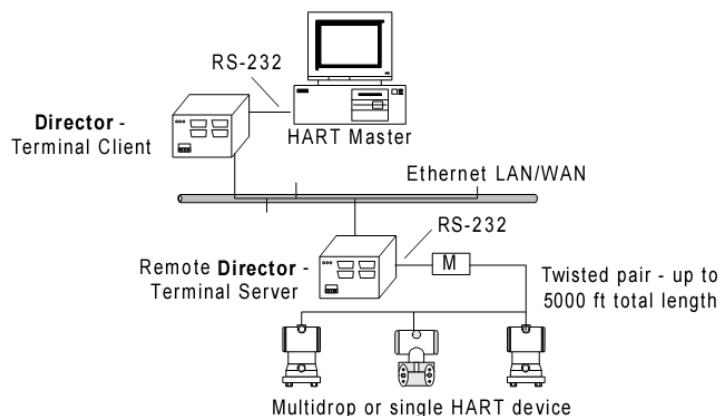 RS-232
Director -
Terminal Client
HART Master
Ethernet LAN/WAN
RS-232
M
Remote Director -
Terminal Server
Twisted pair - up to
5000 ft total length
Multidrop or single HART device